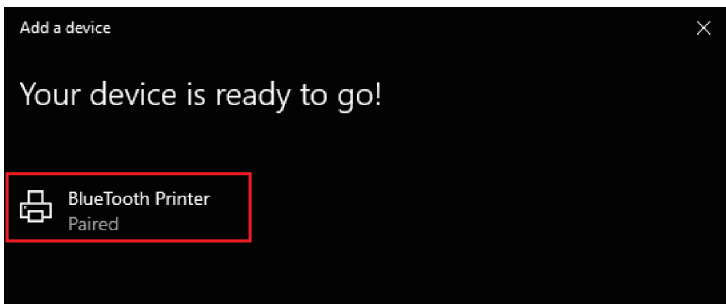 Add a device
Your device is ready to go!
BlueTooth Printer
Paired